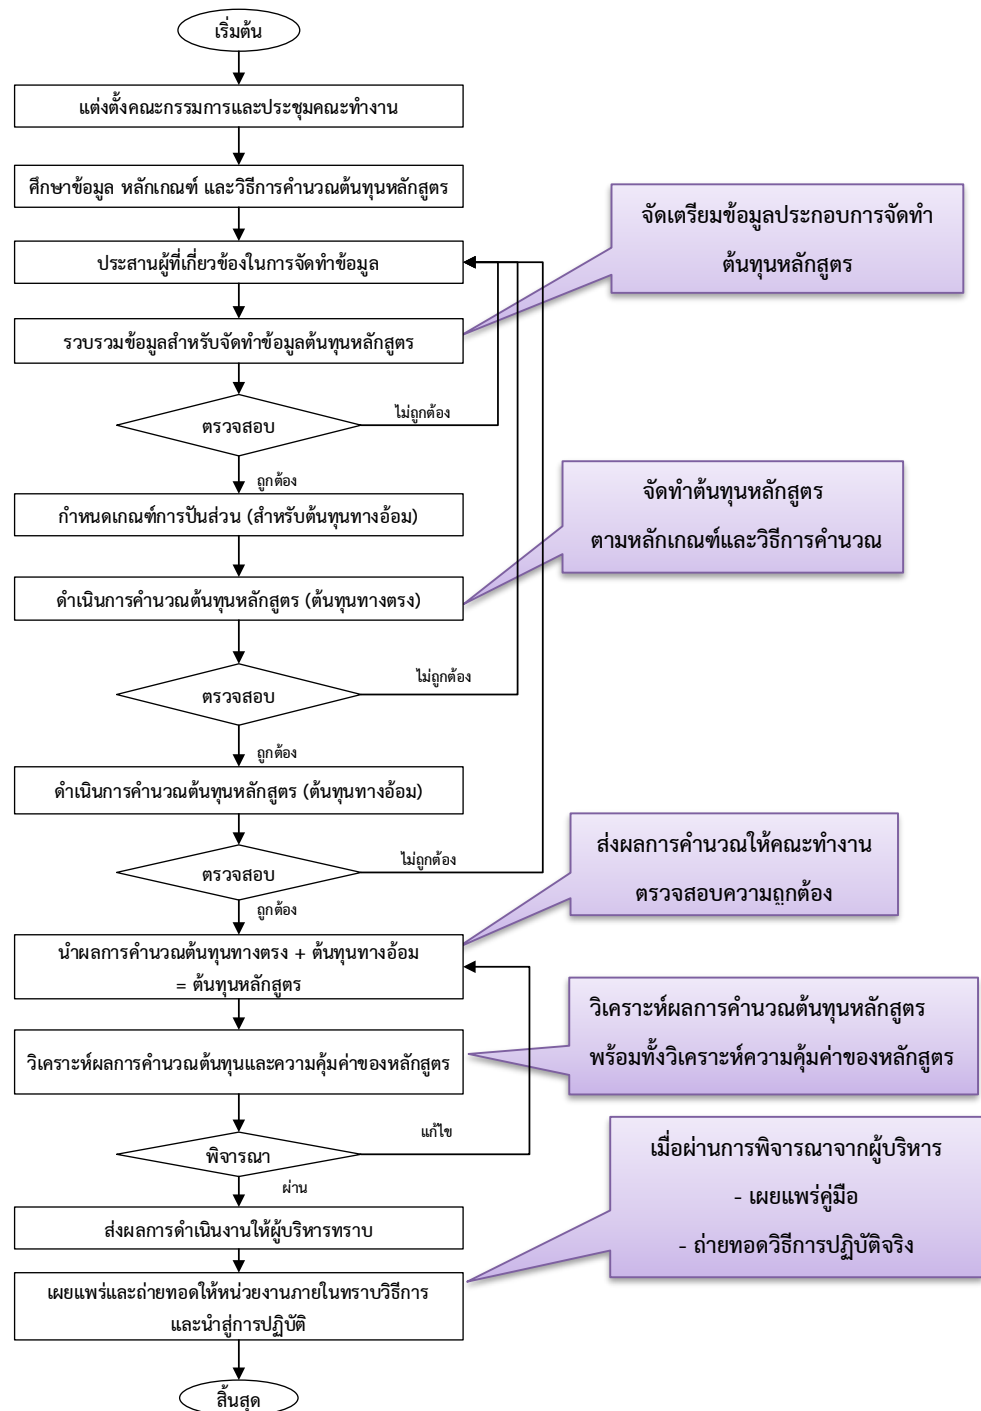 เริ่มต้น
แต่งตั้งคณะกรรมการและประชุมคณะทำงาน
ศึกษาข้อมูล หลักเกณฑ์ และวิธีการคำนวณต้นทุนหลักสูตร
จัดเตรียมข้อมูลประกอบการจัดทำ
ต้นทุนหลักสูตร
ประสานผู้ที่เกี่ยวข้องในการจัดทำข้อมูล
รวบรวมข้อมูลสำหรับจัดทำข้อมูลต้นทุนหลักสูตร
ตรวจสอบ
ไม่ถูกต้อง
ถูกต้อง
กำหนดเกณฑ์การปันส่วน (สำหรับต้นทุนทางอ้อม)
จัดทำต้นทุนหลักสูตร
ตามหลักเกณฑ์และวิธีการคำนวณ
ดำเนินการคำนวณต้นทุนหลักสูตร (ต้นทุนทางตรง)
ตรวจสอบ
ไม่ถูกต้อง
ถูกต้อง
ดำเนินการคำนวณต้นทุนหลักสูตร (ต้นทุนทางอ้อม)
ตรวจสอบ
ไม่ถูกต้อง
ถูกต้อง
ส่งผลการคำนวณให้คณะทำงาน
ตรวจสอบความถูกต้อง
นำผลการคำนวณต้นทุนทางตรง + ต้นทุนทางอ้อม
= ต้นทุนหลักสูตร
วิเคราะห์ผลการคำนวณต้นทุนหลักสูตร
พร้อมทั้งวิเคราะห์ความคุ้มค่าของหลักสูตร
วิเคราะห์ผลการคำนวณต้นทุนและความคุ้มค่าของหลักสูตร
พิจารณา
แก้ไข
ผ่าน
เมื่อผ่านการพิจารณาจากผู้บริหาร
- เผยแพร่คู่มือ
- ถ่ายทอดวิธีการปฏิบัติจริง
ส่งผลการดำเนินงานให้ผู้บริหารทราบ
เผยแพร่และถ่ายทอดให้หน่วยงานภายในทราบวิธีการ
และนำสู่การปฏิบัติ
สิ้นสุด